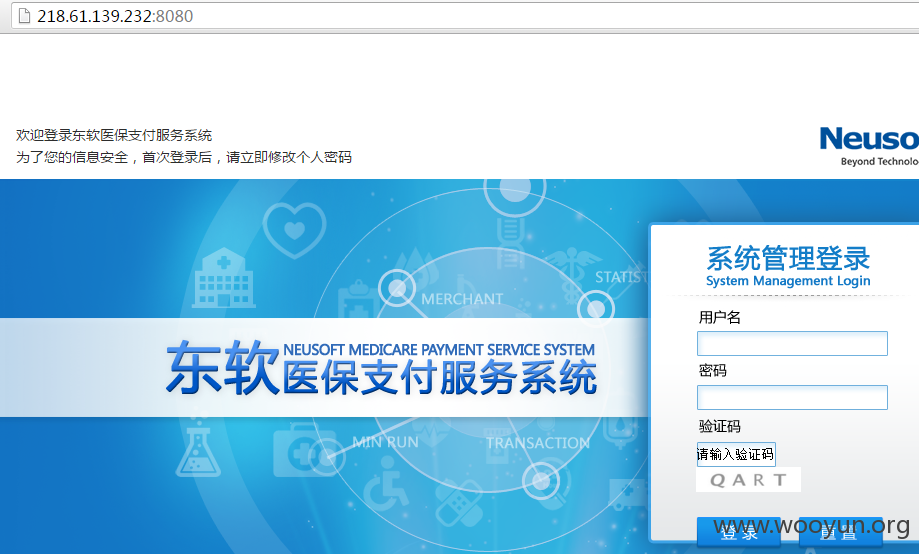 218.61.139.232:8080
欢迎登录东软医保支付服务系统
为了您的信息安全，首次登录后，请立即修改个人密码
Neuso
Beyond Technolo
系统管理登录
System Management Login
STATIST
MERCHANT
用户名
东软 NEUSOFT MEDICARE PAYMENT SERVICE SYSTEM
医保支付服务系统
密码
验证码
MIN RUN
TRANSACTION
请输入验证码
QART
登录 重置
www.wooyun.org